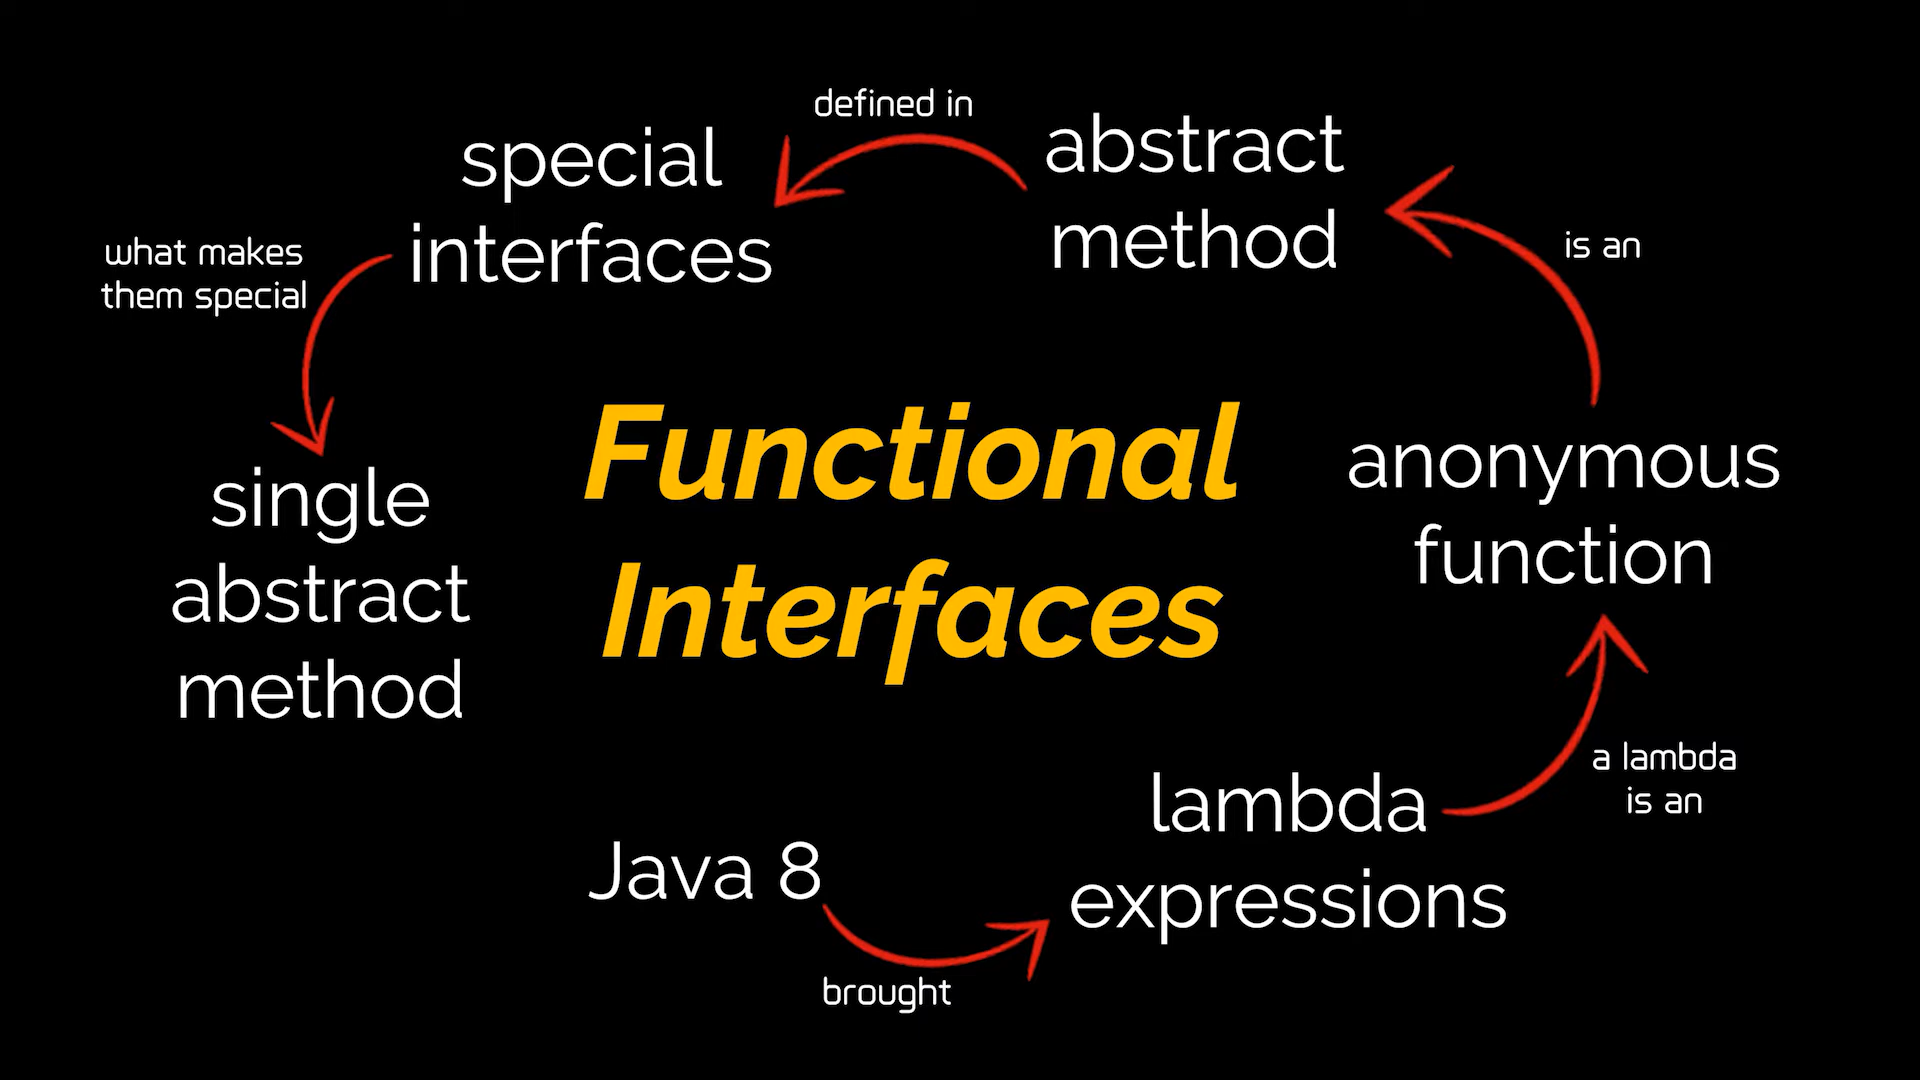 defined in
special
interfaces
abstract
method
what makes
them special
is an
single
abstract
method
Functional
Interfaces
anonymous
function
a lambda
is an
Java 8
brought
lambda
expressions